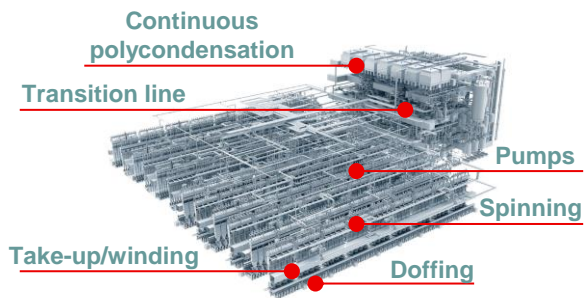 Continuous
polycondensation
Transition line
Pumps
Spinning
Take-up/winding
Doffing